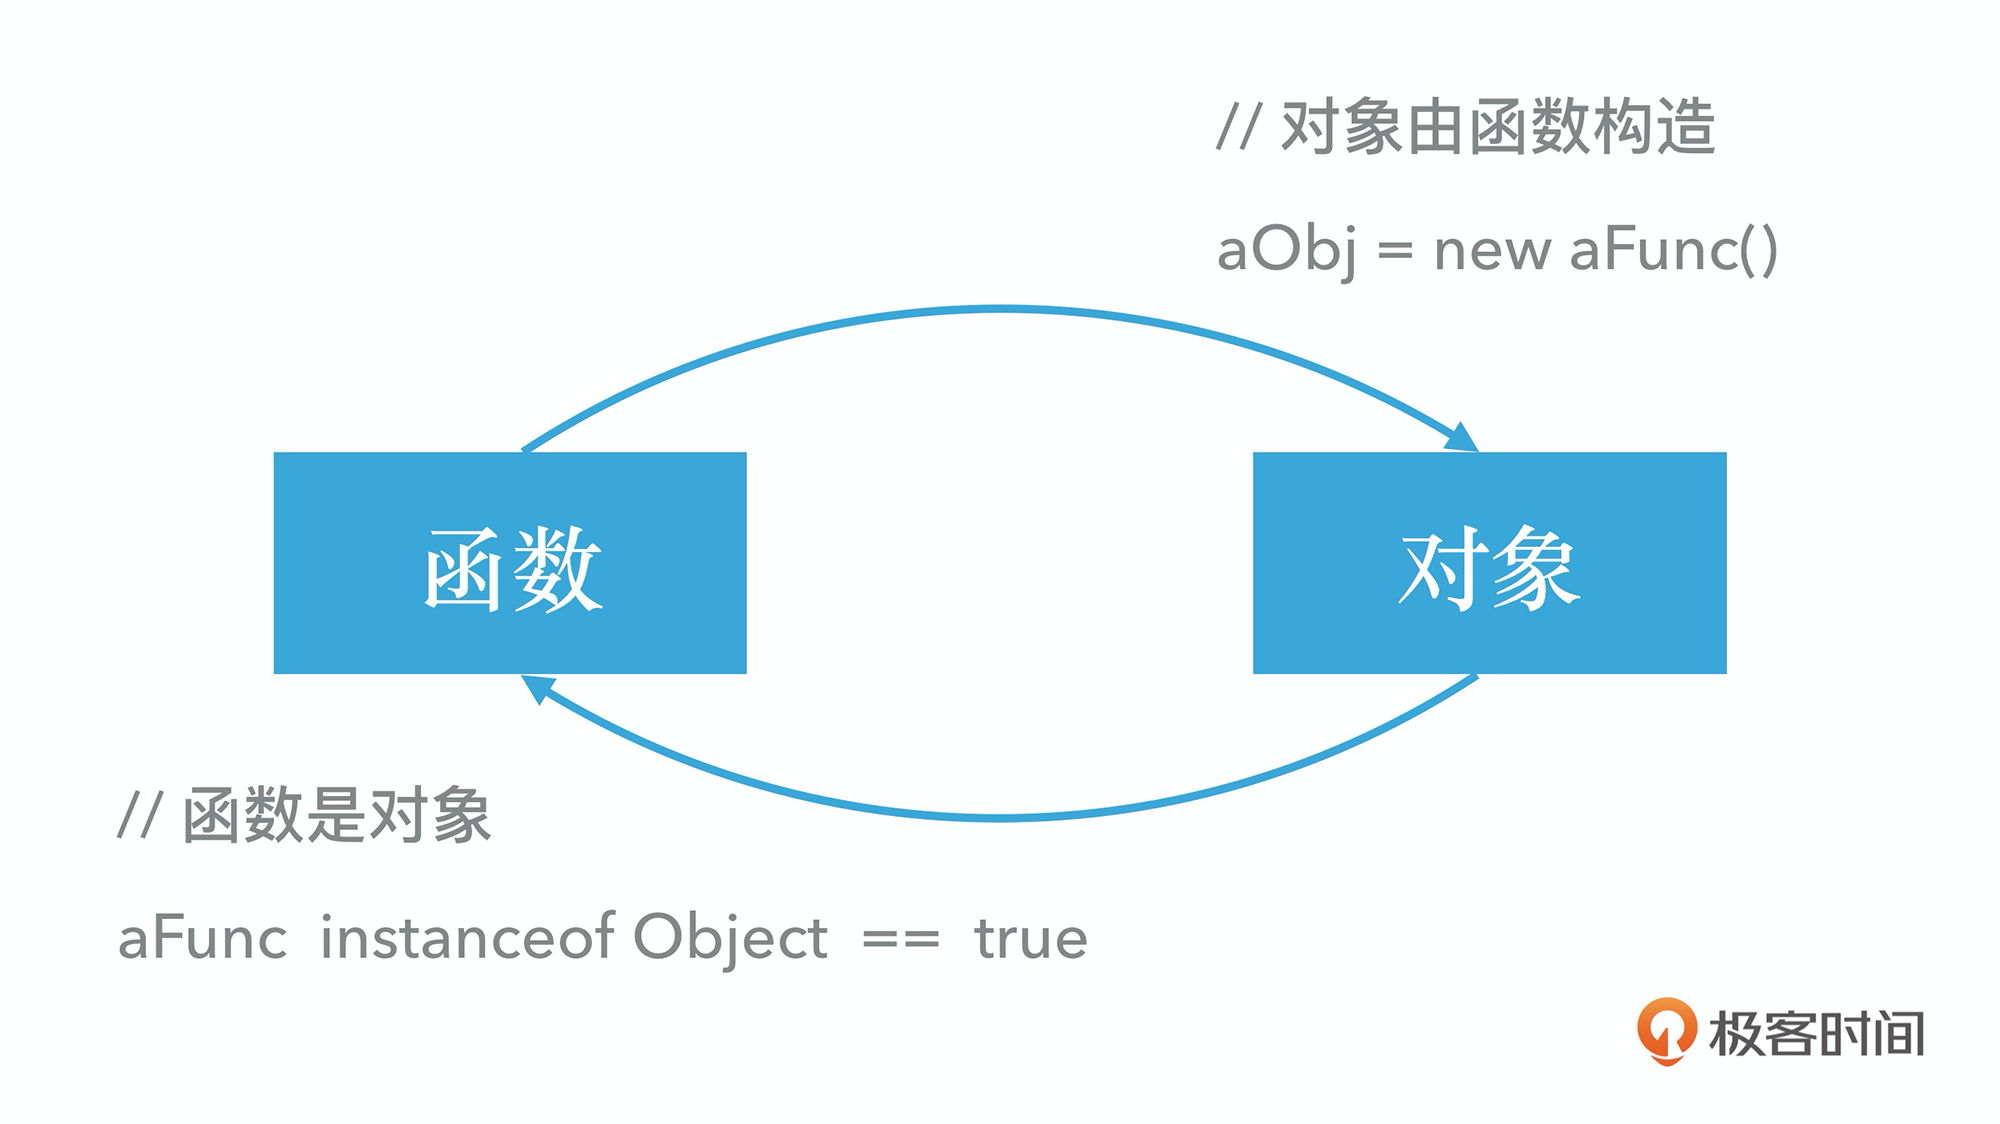 // 对象由函数构造
aObj = new aFunc()
函数
对象
// 函数是对象
aFunc instanceof Object == true
极客时间